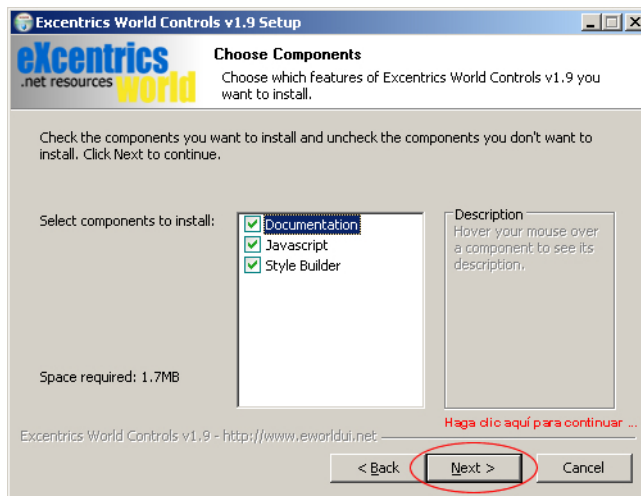 Excentrics World Controls v1.9 Setup
eXcentrics
.net resources world
Choose Components
Choose which features of Excentrics World Controls v1.9 you
want to install.
Check the components you want to install and uncheck the components you don't want to
install. Click Next to continue.
Select components to install:
Documentation
Javascript
Style Builder
Description
Hover your mouse over
a component to see its
description.
Space required: 1.7MB
Haga clic aquí para continuar ...
Excentrics World Controls v1.9 - http://www.eworldui.net
< Back
Next >
Cancel